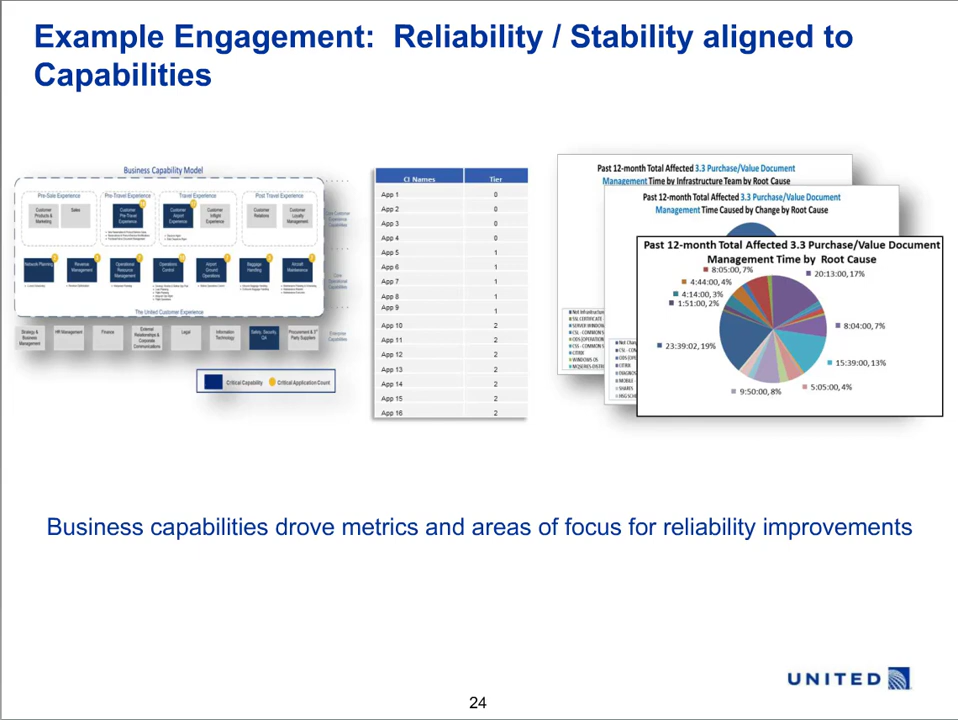 Example Engagement:  Reliability / Stability aligned to
Capabilities
Business Capability Model
Pre-Sale Experience
Pre-Travel Experience
Travel Experience
Post Travel Experience
Customer
Products &
Marketing
Sales
Customer
Pre-Travel
Experience
Customer
Airport
Experience
Customer
Inflight
Experience
Customer
Relations
Customer
Loyalty
Management
Network Planning
Revenue
Management
Operational
Resource
Management
Operations
Control
Airport
Ground
Operations
Baggage
Handling
Aircraft
Maintenance
The United Customer Experience
Strategy &
Business
Management
HR Management
Finance
External
Relationships &
Corporate
Communications
Legal
Information
Technology
Safety, Security,
QA
Procurement & 3rd
Party Suppliers
Enterprise
Capabilities
Critical Capability
Critical Application Count
CI Names Tier
App 1 0
App 2 0
App 3 0
App 4 0
App 5 1
App 6 1
App 7 1
App 8 1
App 9 1
App 10 2
App 11 2
App 12 2
App 13 2
App 14 2
App 15 2
App 16 2
Past 12-month Total Affected 3.3 Purchase/Value Document
Management Time by Infrastructure Team by Root Cause
Past 12-month Total Affected 3.3 Purchase/Value Document
Management Time Caused by Change by Root Cause
Past 12-month Total Affected 3.3 Purchase/Value Document
Management Time by  Root Cause
8:05:00, 7%
20:13:00, 17%
4:44:00, 4%
4:14:00, 3%
1:51:00, 2%
8:04:00, 7%
23:39:02, 19%
15:39:00, 13%
5:05:00, 4%
9:50:00, 8%
Business capabilities drove metrics and areas of focus for reliability improvements
UNITED
24